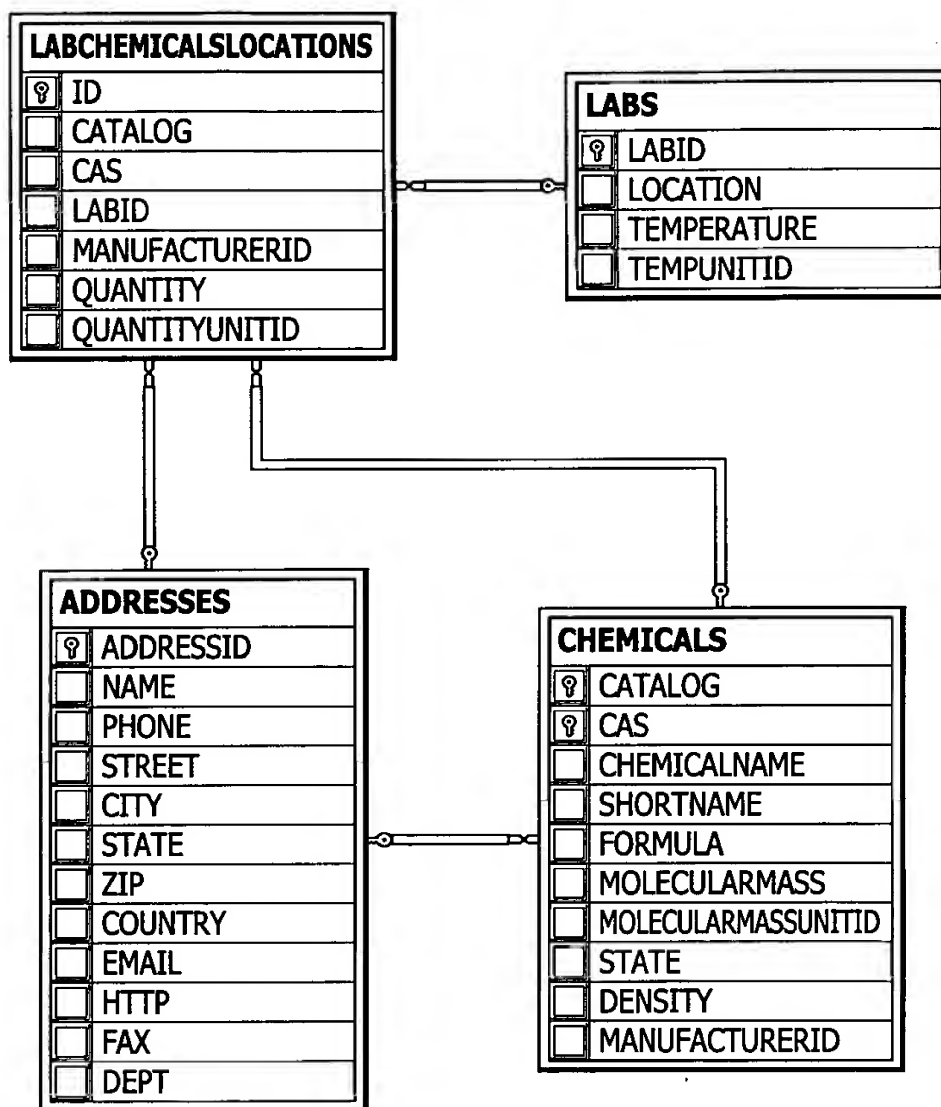 LABCHEMICALSLOCATIONS
ID
CATALOG
CAS
LABID
MANUFACTURERID
QUANTITY
QUANTITYUNITID
LABS
LABID
LOCATION
TEMPERATURE
TEMPUNITID
ADDRESSES
ADDRESSID
NAME
PHONE
STREET
CITY
STATE
ZIP
COUNTRY
EMAIL
HTTP
FAX
DEPT
CHEMICALS
CATALOG
CAS
CHEMICALNAME
SHORTNAME
FORMULA
MOLECULARMASS
MOLECULARMASSUNITID
STATE
DENSITY
MANUFACTURERID